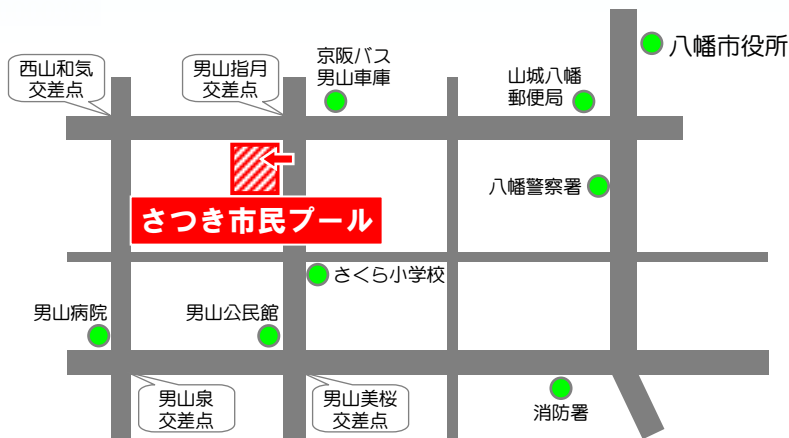 西山和気
交差点
男山指月
交差点
京阪バス
男山車庫
山城八幡
郵便局
八幡市役所
八幡警察署
さつき市民プール
さくら小学校
男山病院
男山公民館
男山泉
交差点
男山美桜
交差点
消防署